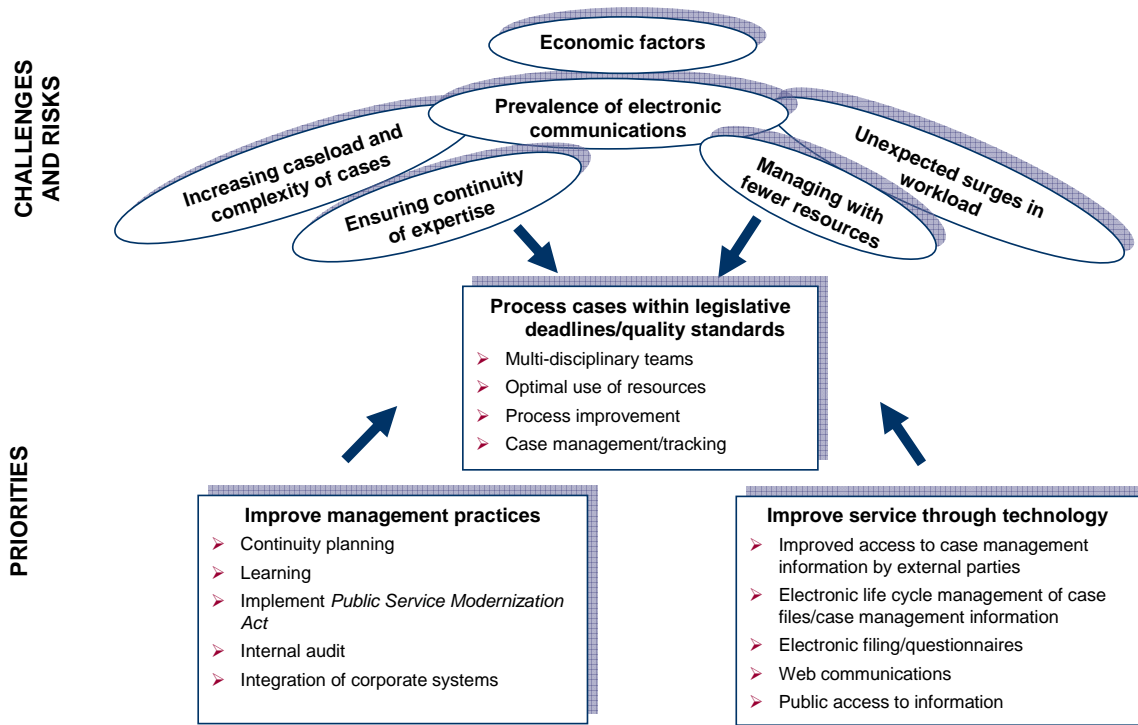 CHALLENGES
AND RISKS
Economic factors
Prevalence of electronic
communications
Increasing caseload and
complexity of cases
Ensuring continuity
of expertise
Managing with
fewer resources
Unexpected surges in
workload
PRIORITIES
Process cases within legislative
deadlines/quality standards
Multi-disciplinary teams
Optimal use of resources
Process improvement
Case management/tracking
Improve management practices
Continuity planning
Learning
Implement Public Service Modernization
Act
Internal audit
Integration of corporate systems
Improve service through technology
Improved access to case management
information by external parties
Electronic life cycle management of case
files/case management information
Electronic filing/questionnaires
Web communications
Public access to information